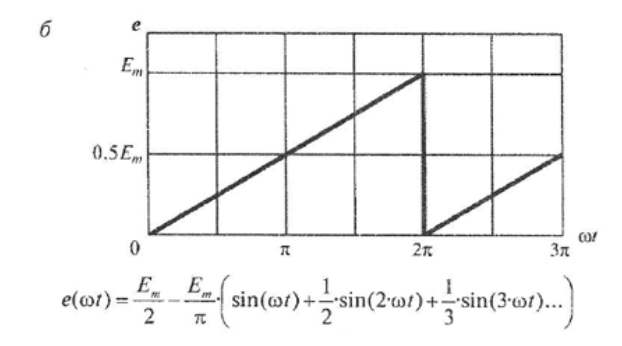 б
e
E_m
0.5E_m
0 π 2π 3π ωt
e(ωt) = E_m/2 − E_m/π·(sin(ωt) + 1/2·sin(2·ωt) + 1/3·sin(3·ωt)...)